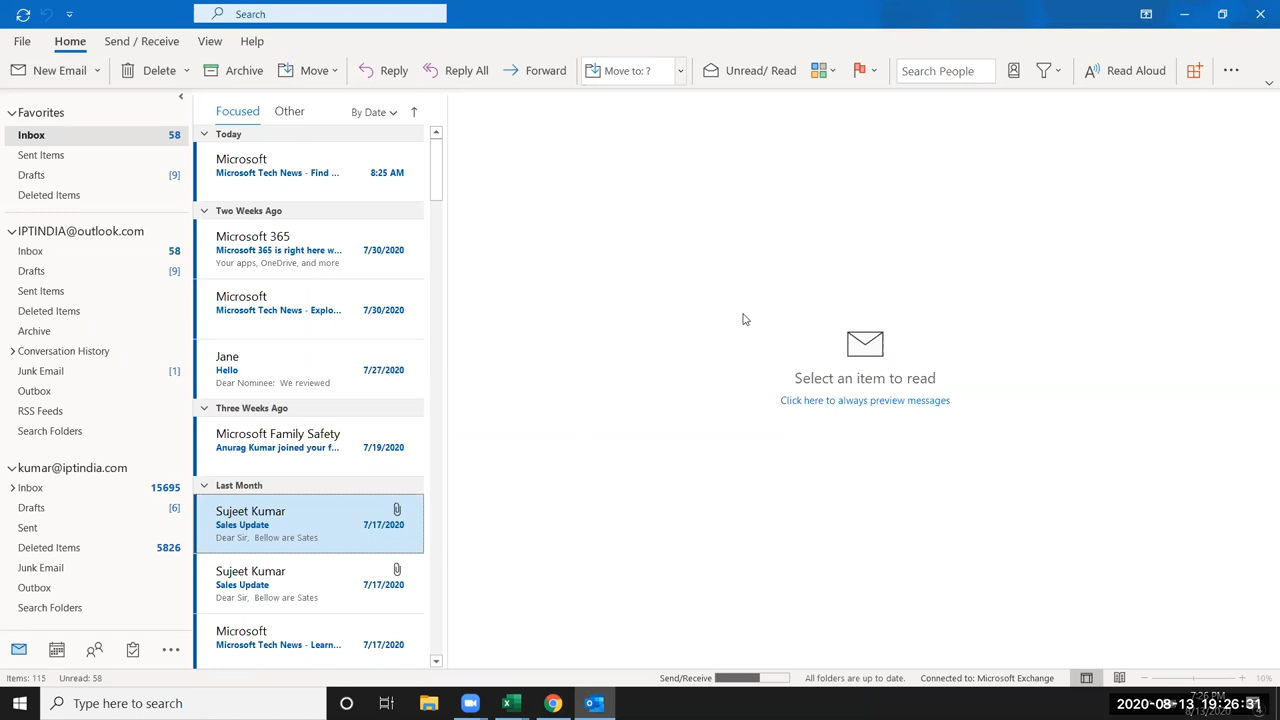 Search
File Home Send / Receive View Help
New Email Delete Archive Move Reply Reply All Forward Move to: ? Unread/ Read Search People Read Aloud
Favorites
Inbox 58
Sent Items
Drafts [9]
Deleted Items
IPTINDIA@outlook.com
Inbox 58
Drafts [9]
Sent Items
Deleted Items
Archive
Conversation History
Junk Email [1]
Outbox
RSS Feeds
Search Folders
kumar@iptindia.com
Inbox 15695
Drafts [6]
Sent
Deleted Items 5826
Junk Email
Outbox
Search Folders
Focused Other By Date
Today
Microsoft
Microsoft Tech News - Find ... 8:25 AM
Two Weeks Ago
Microsoft 365
Microsoft 365 is right here w... 7/30/2020
Your apps, OneDrive, and more
Microsoft
Microsoft Tech News - Explo... 7/30/2020
Jane
Hello 7/27/2020
Dear Nominee: We reviewed
Three Weeks Ago
Microsoft Family Safety
Anurag Kumar joined your f... 7/19/2020
Last Month
Sujeet Kumar
Sales Update 7/17/2020
Dear Sir, Bellow are Sates
Sujeet Kumar
Sales Update 7/17/2020
Dear Sir, Bellow are Sates
Microsoft
Microsoft Tech News - Learn... 7/17/2020
Select an item to read
Click here to always preview messages
Items: 115 Unread: 58 Send/Receive All folders are up to date. Connected to: Microsoft Exchange 10%
Type here to search
7:26 PM
2020-08-13 19:26:31
8/13/2020